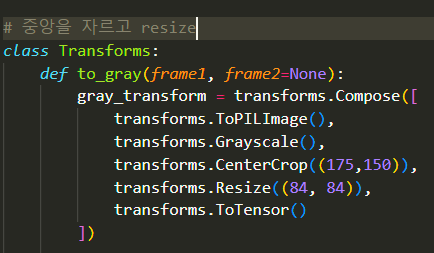 # 중앙을 자르고 resize
class Transforms:
    def to_gray(frame1, frame2=None):
        gray_transform = transforms.Compose([
            transforms.ToPILImage(),
            transforms.Grayscale(),
            transforms.CenterCrop((175,150)),
            transforms.Resize((84, 84)),
            transforms.ToTensor()
        ])